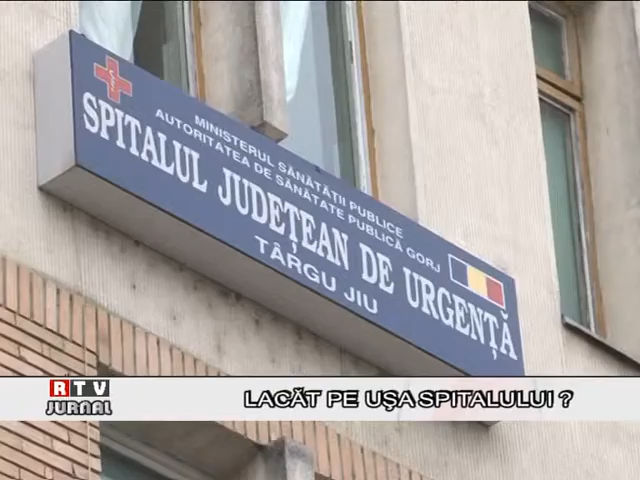 MINISTERUL SĂNĂTĂȚII PUBLICE
AUTORITATEA DE SĂNĂTATE PUBLICĂ GORJ
SPITALUL JUDEȚEAN DE URGENȚĂ
TÂRGU JIU
RTV
JURNAL
LACĂT PE UȘA SPITALULUI ?